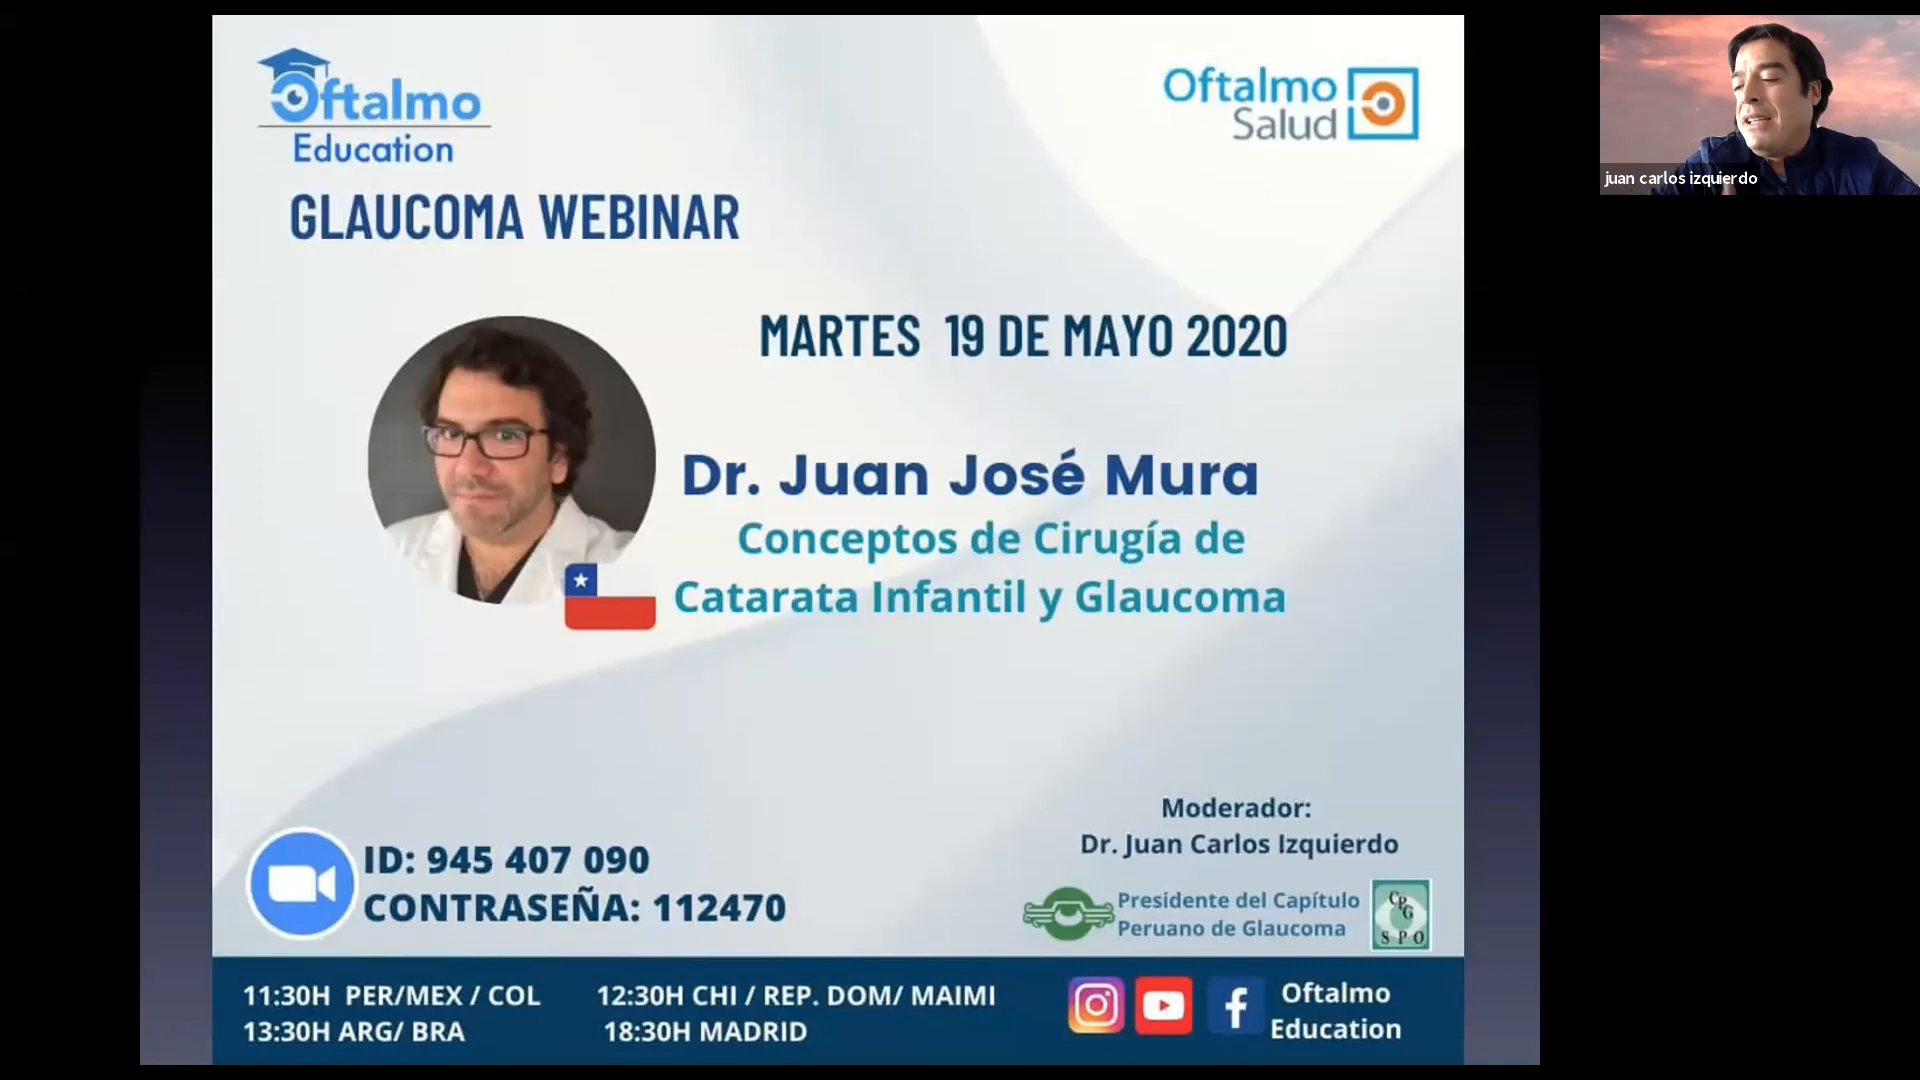 Oftalmo
Education
Oftalmo
Salud
GLAUCOMA WEBINAR
MARTES 19 DE MAYO 2020
Dr. Juan José Mura
Conceptos de Cirugía de
Catarata Infantil y Glaucoma
Moderador:
Dr. Juan Carlos Izquierdo
Presidente del Capítulo
Peruano de Glaucoma
CPG
SPO
ID: 945 407 090
CONTRASEÑA: 112470
11:30H PER/MEX / COL
13:30H ARG/ BRA
12:30H CHI / REP. DOM/ MAIMI
18:30H MADRID
Oftalmo
Education
juan carlos izquierdo